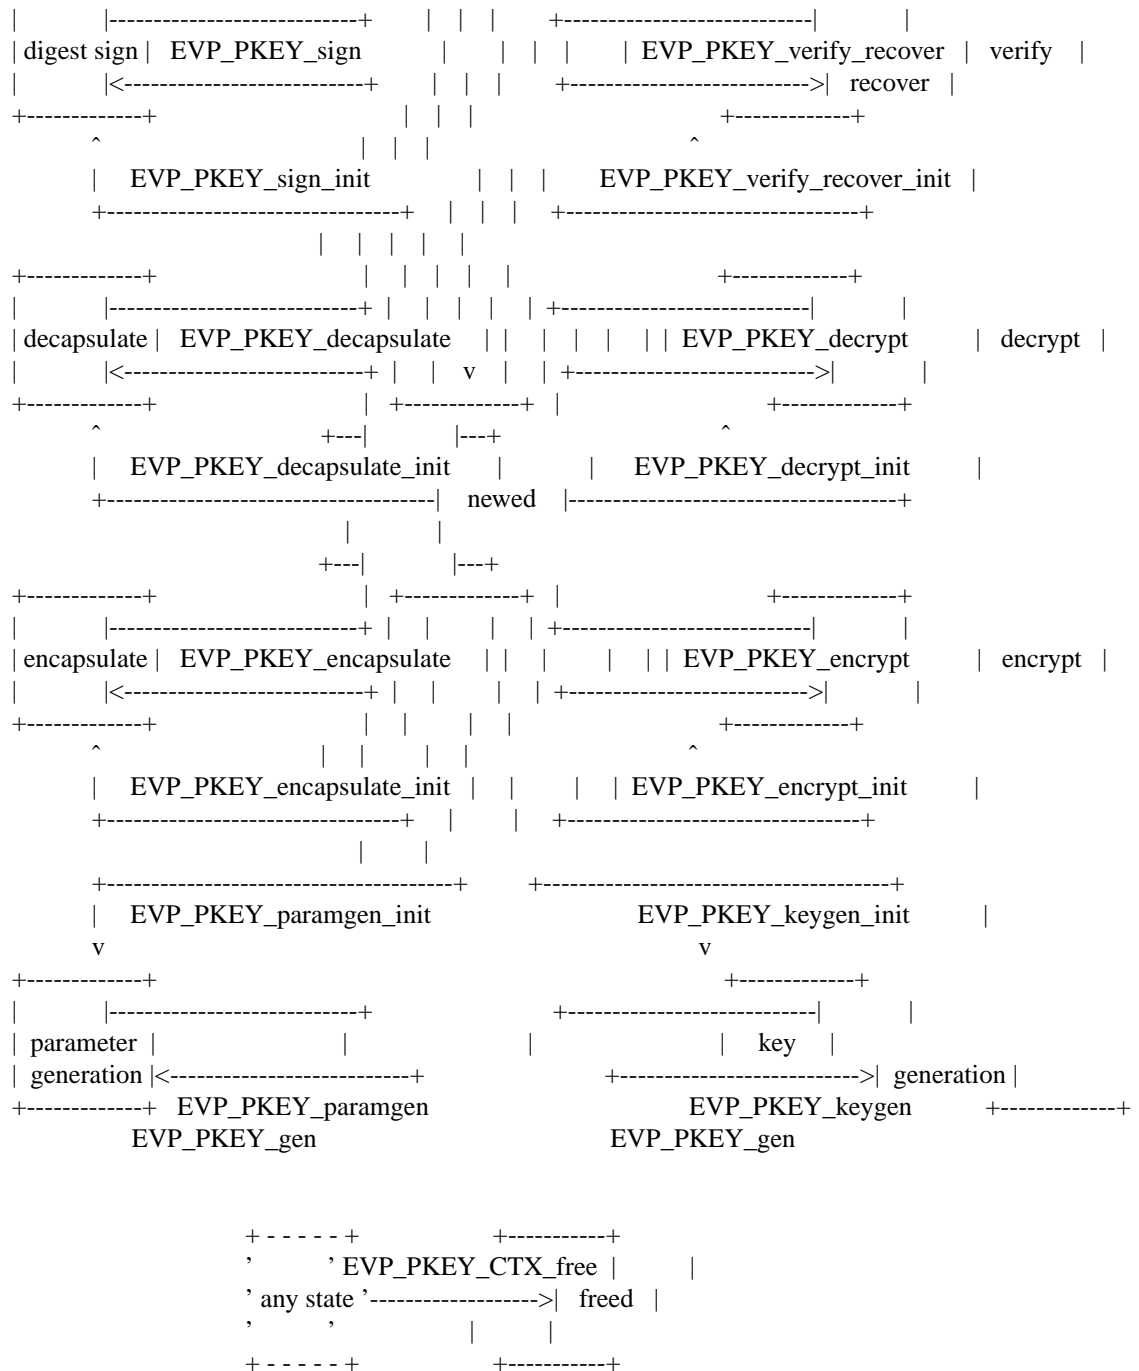 |             |----------------------------+        |    |    |         +----------------------------|             |
| digest sign |   EVP_PKEY_sign            |        |    |    |         | EVP_PKEY_verify_recover   |   verify   |
|             |<---------------------------+        |    |    |         +--------------------------->|   recover   |
+-------------+                                     |    |    |                                      +-------------+
^                                     |    |    |                                      ^
|     EVP_PKEY_sign_init              |    |    |        EVP_PKEY_verify_recover_init   |
+---------------------------------+    |    |    |    +---------------------------------+
|    |    |    |    |
+-------------+                                |    |    |    |    |                                +-------------+
|             |----------------------------+ |    |    |    |    | +----------------------------|             |
| decapsulate |   EVP_PKEY_decapsulate     | |    |    |    |    | | EVP_PKEY_decrypt          |   decrypt   |
|             |<---------------------------+ |    |    v    |    | +--------------------------->|             |
+-------------+                              |   +-------------+   |                              +-------------+
^                              +---|             |---+                              ^
|     EVP_PKEY_decapsulate_init       |             |     EVP_PKEY_decrypt_init           |
+-------------------------------------|    newed    |-------------------------------------+
|             |
+---|             |---+
+-------------+                              |   +-------------+   |                              +-------------+
|             |----------------------------+ |    |         |    | +----------------------------|             |
| encapsulate |   EVP_PKEY_encapsulate     | |    |         |    | | EVP_PKEY_encrypt          |   encrypt   |
|             |<---------------------------+ |    |         |    | +--------------------------->|             |
+-------------+                              |    |         |    |                              +-------------+
^                              |    |         |    |                              ^
|     EVP_PKEY_encapsulate_init   |    |         |    | EVP_PKEY_encrypt_init          |
+---------------------------------+    |         |    +---------------------------------+
|         |
+---------------------------------------+         +---------------------------------------+
|     EVP_PKEY_paramgen_init                               EVP_PKEY_keygen_init          |
v                                                                                        v
+-------------+                                                                          +-------------+
|             |----------------------------+                      +----------------------------|             |
|  parameter  |                            |                      |                            |     key     |
|  generation |<---------------------------+                      +--------------------------->|  generation |
+-------------+   EVP_PKEY_paramgen                                   EVP_PKEY_keygen          +-------------+
EVP_PKEY_gen                                        EVP_PKEY_gen
+ - - - - - +                     +-----------+
'           ' EVP_PKEY_CTX_free   |           |
' any state '------------------->|   freed   |
'           '                     |           |
+ - - - - - +                     +-----------+